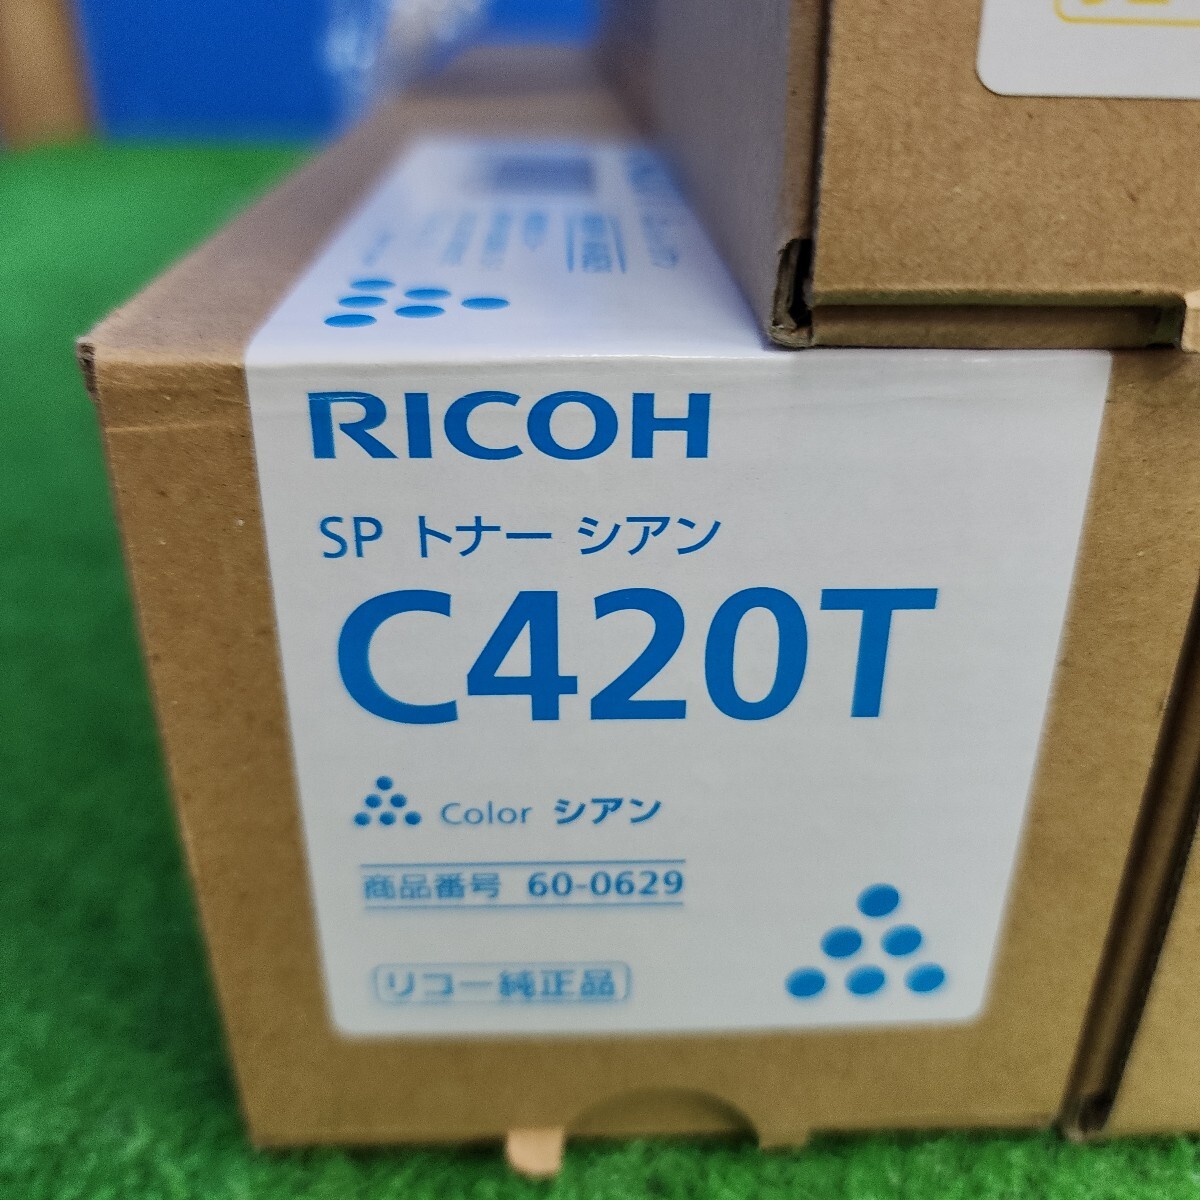 RICOH
SP トナー シアン
C420T
Color シアン
商品番号 60-0629
リコー純正品